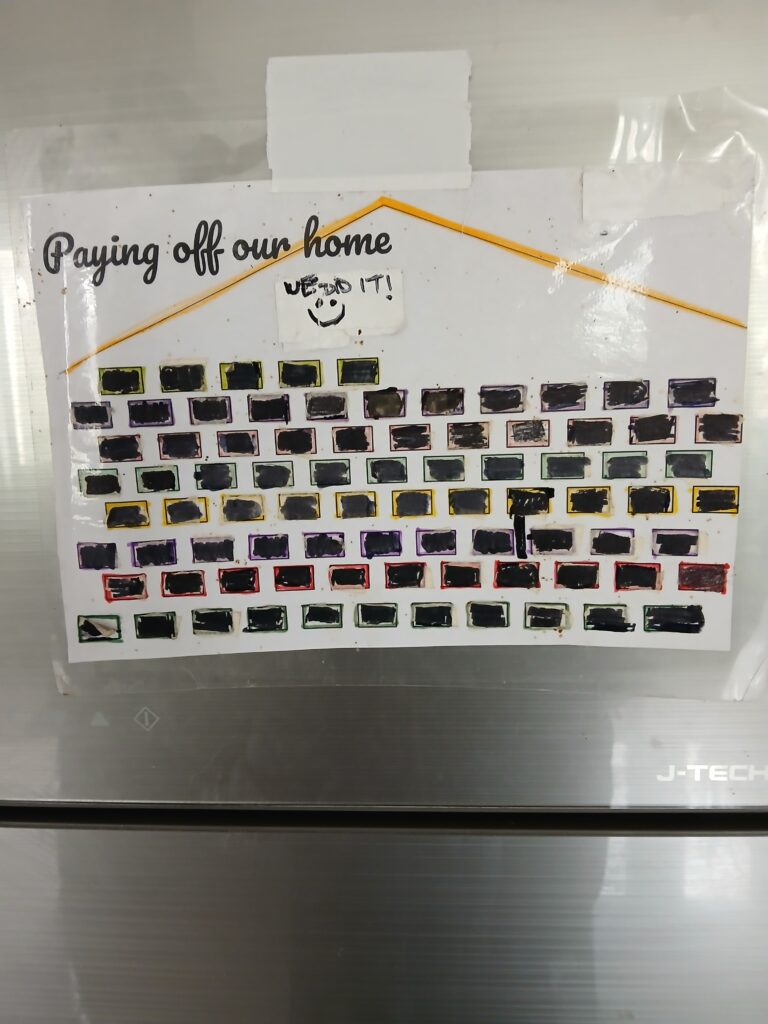 Paying off our home
WE DID IT!
J-TECH